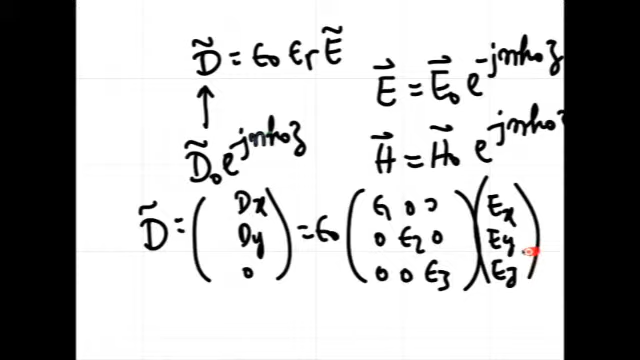 D̃ = ϵ₀ ϵr Ẽ
E⃗ = E⃗₀ e^{-jnk₀z}
↑
D̃₀ e^{-jnk₀z}
H⃗ = H⃗₀ e^{-jnk₀z}
D̃ = ( Dx Dy 0 ) = ϵ₀ ( ϵ₁ 0 0 0 ϵ₂ 0 0 0 ϵ₃ ) ( Ex Ey Ez )